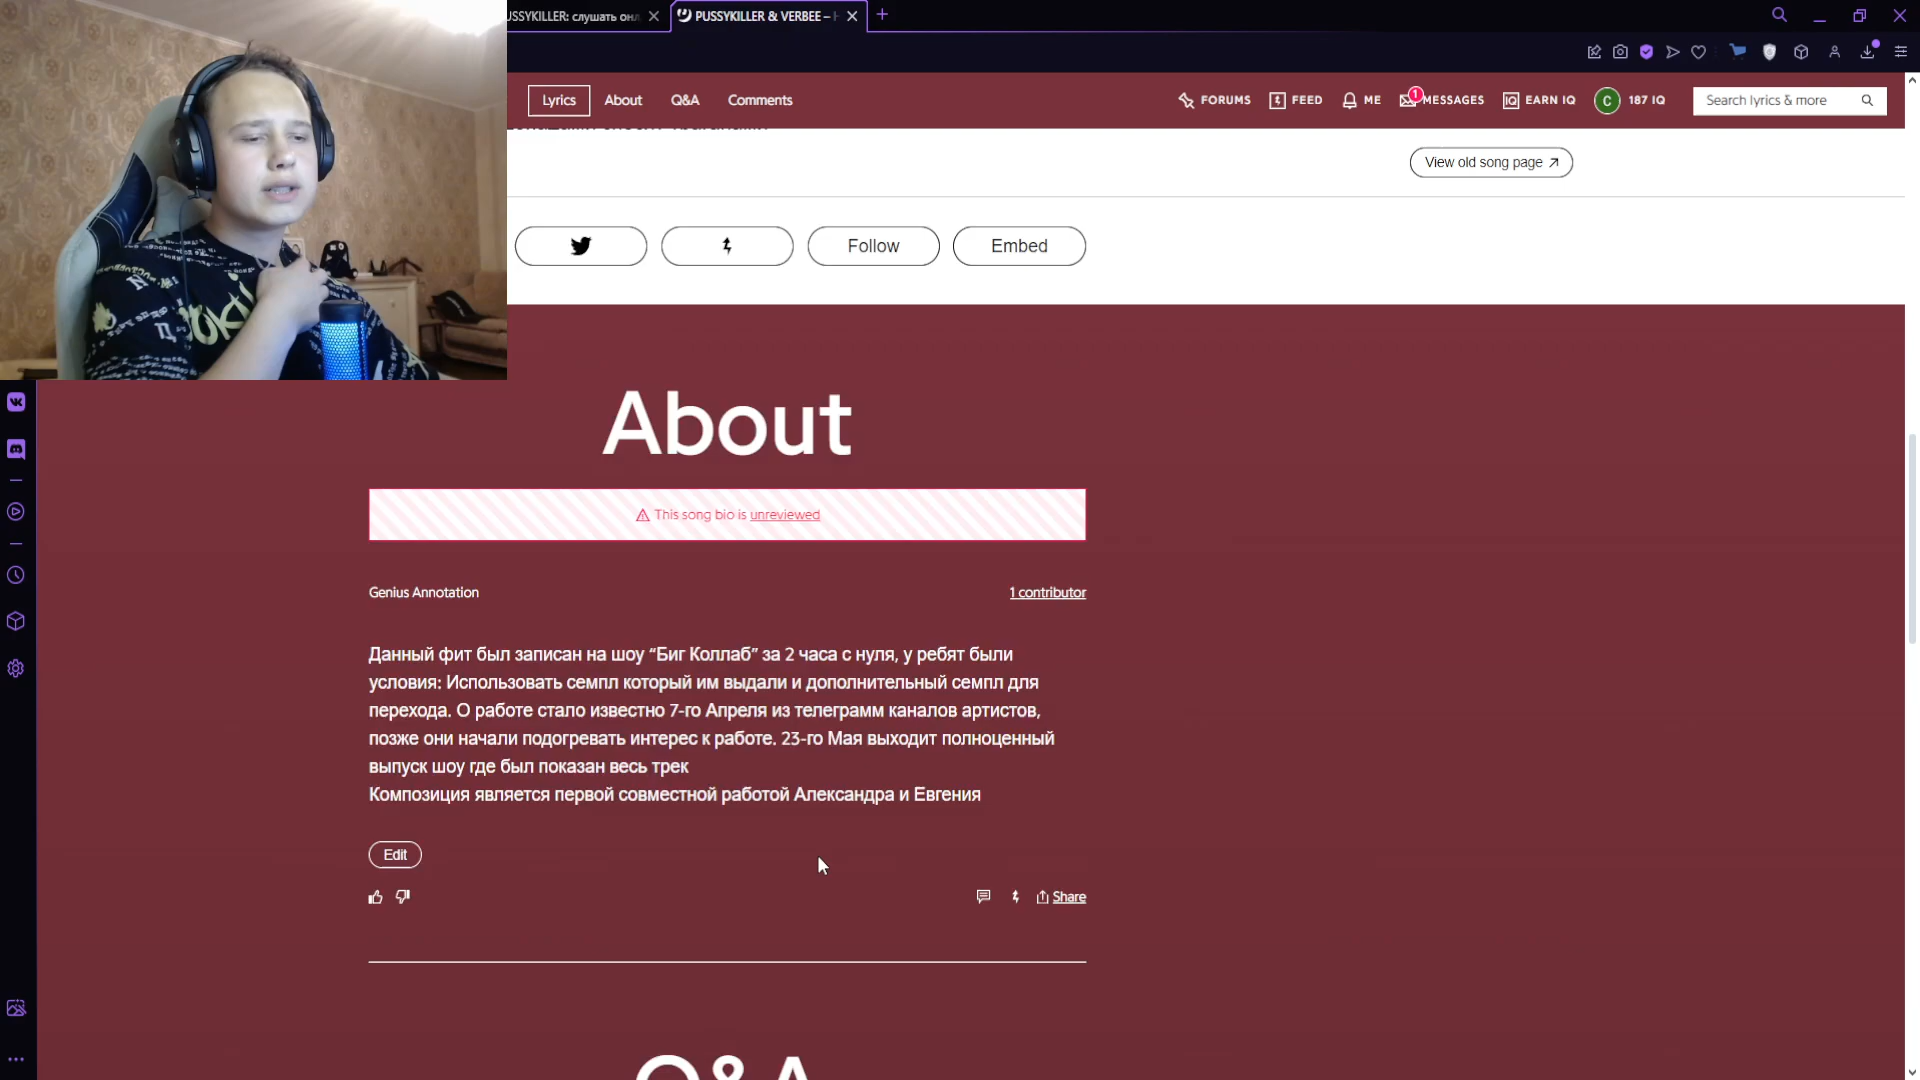 SSYKILLER: слушать онл
PUSSYKILLER & VERBEE – H
Lyrics
About
Q&A
Comments
FORUMS
FEED
ME
1
MESSAGES
IQ
EARN IQ
C
187 IQ
Search lyrics & more
View old song page
Follow
Embed
About
This song bio is unreviewed
Genius Annotation
1 contributor
Данный фит был записан на шоу “Биг Коллаб” за 2 часа с нуля, у ребят были
условия: Использовать семпл который им выдали и дополнительный семпл для
перехода. О работе стало известно 7-го Апреля из телеграмм каналов артистов,
позже они начали подогревать интерес к работе. 23-го Мая выходит полноценный
выпуск шоу где был показан весь трек
Композиция является первой совместной работой Александра и Евгения
Edit
Share
Q&A